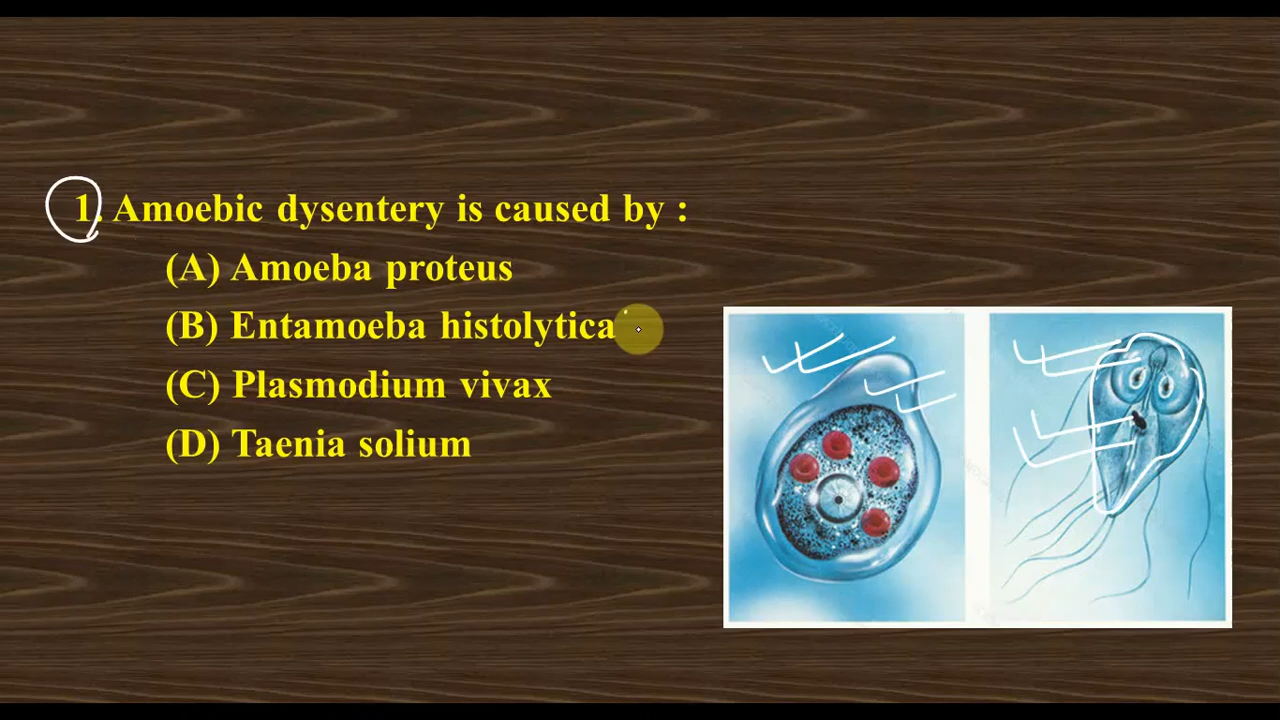 1. Amoebic dysentery is caused by :
(A) Amoeba proteus
(B) Entamoeba histolytica
(C) Plasmodium vivax
(D) Taenia solium